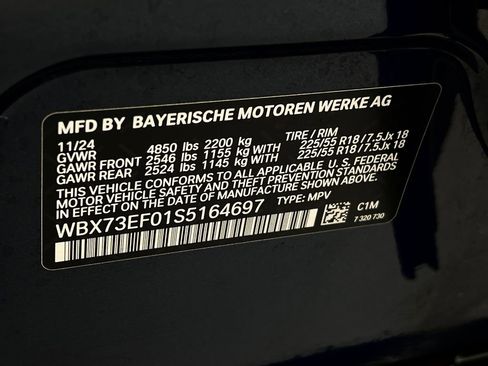 MFD BY BAYERISCHE MOTOREN WERKE AG
11/24 4850 lbs 2200 kg TIRE / RIM
GVWR
GAWR FRONT 2546 lbs 1155 kg WITH 225/55 R18 / 7.5Jx 18
GAWR REAR 2524 lbs 1145 kg WITH 225/55 R18 / 7.5Jx 18
THIS VEHICLE CONFORMS TO ALL APPLICABLE U. S. FEDERAL
MOTOR VEHICLE SAFETY, AND THEFT PREVENTION STANDARDS
IN EFFECT ON THE DATE OF MANUFACTURE SHOWN ABOVE.
WBX73EF01S5164697 TYPE: MPV C1M
7 320 730